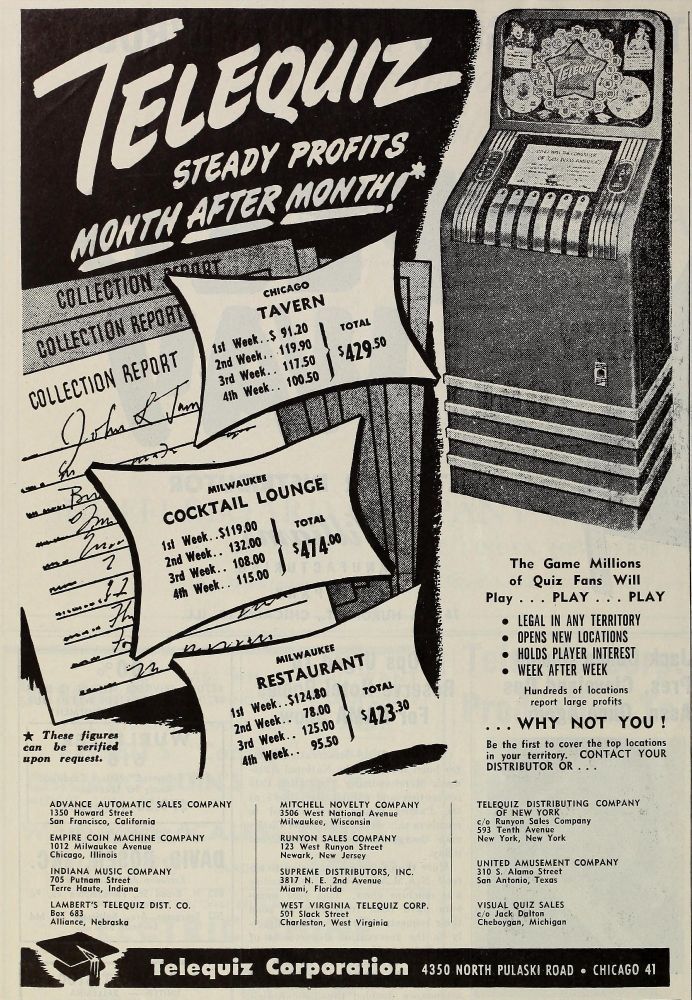 TELEQUIZ
STEADY PROFITS
MONTH AFTER MONTH!*
TELEQUIZ
COLLECTION REPORT
COLLECTION REPORT
COLLECTION REPORT
CHICAGO
TAVERN
1st Week..$ 91.20
2nd Week.. 119.90
3rd Week.. 117.50
4th Week.. 100.50
TOTAL
$429.50
MILWAUKEE
COCKTAIL LOUNGE
1st Week..$119.00
2nd Week.. 132.00
3rd Week.. 108.00
4th Week.. 115.00
TOTAL
$474.00
MILWAUKEE
RESTAURANT
1st Week..$124.80
2nd Week.. 78.00
3rd Week.. 125.00
4th Week.. 95.50
TOTAL
$423.30
★ These figures
can be verified
upon request.
The Game Millions
of Quiz Fans Will
Play . . . PLAY . . . PLAY
• LEGAL IN ANY TERRITORY
• OPENS NEW LOCATIONS
• HOLDS PLAYER INTEREST
• WEEK AFTER WEEK
Hundreds of locations
report large profits
. . . WHY NOT YOU!
Be the first to cover the top locations
in your territory. CONTACT YOUR
DISTRIBUTOR OR . . .
ADVANCE AUTOMATIC SALES COMPANY
1350 Howard Street
San Francisco, California
EMPIRE COIN MACHINE COMPANY
1012 Milwaukee Avenue
Chicago, Illinois
INDIANA MUSIC COMPANY
705 Putnam Street
Terre Haute, Indiana
LAMBERT'S TELEQUIZ DIST. CO.
Box 683
Alliance, Nebraska
MITCHELL NOVELTY COMPANY
3506 West National Avenue
Milwaukee, Wisconsin
RUNYON SALES COMPANY
123 West Runyon Street
Newark, New Jersey
SUPREME DISTRIBUTORS, INC.
3817 N. E. 2nd Avenue
Miami, Florida
WEST VIRGINIA TELEQUIZ CORP.
501 Slack Street
Charleston, West Virginia
TELEQUIZ DISTRIBUTING COMPANY
OF NEW YORK
c/o Runyon Sales Company
593 Tenth Avenue
New York, New York
UNITED AMUSEMENT COMPANY
310 S. Alamo Street
San Antonio, Texas
VISUAL QUIZ SALES
c/o Jack Dalton
Cheboygan, Michigan
Telequiz Corporation 4350 NORTH PULASKI ROAD • CHICAGO 41